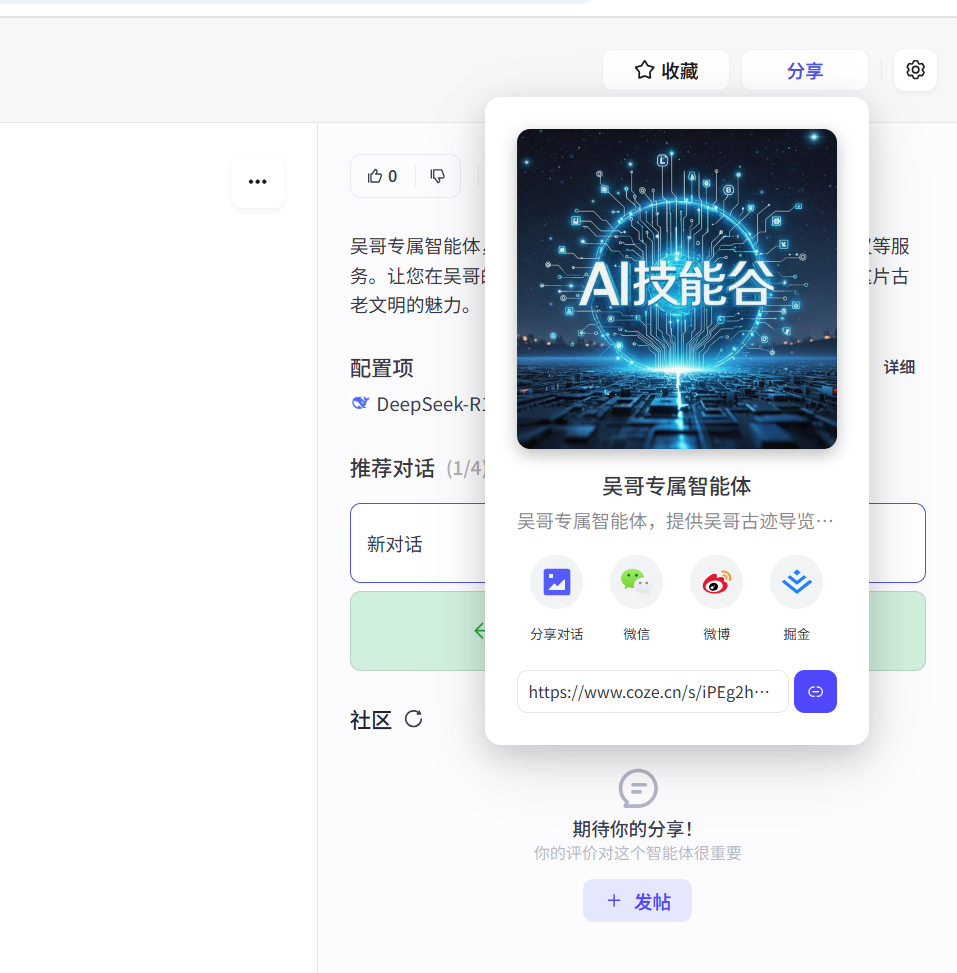 收藏
分享
0
吴哥专属智能体，
等服
务。让您在吴哥
片古
老文明的魅力。
配置项
详细
DeepSeek-R1
推荐对话 (1/4)
新对话
AI技能谷
吴哥专属智能体
吴哥专属智能体，提供吴哥古迹导览…
分享对话
微信
微博
掘金
https://www.coze.cn/s/iPEg2h…
社区
期待你的分享！
你的评价对这个智能体很重要
+ 发帖